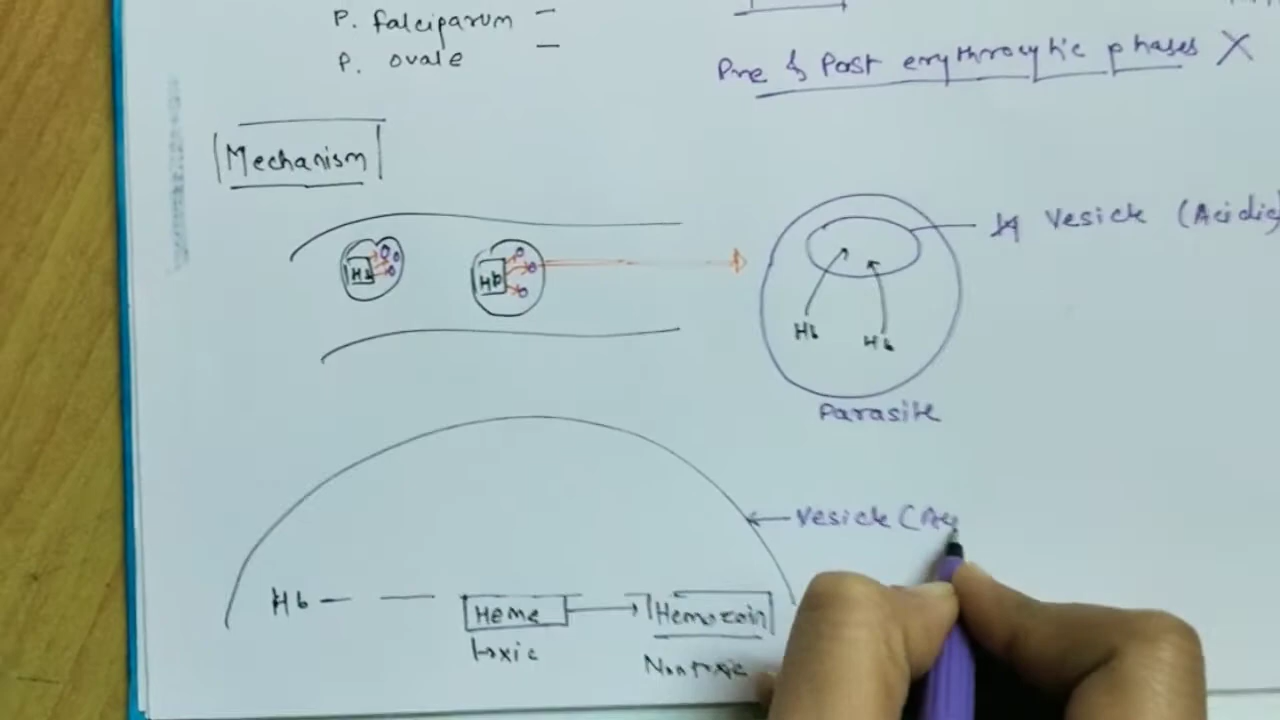 P. falciparum –
P. ovale –
Pre & Post erythrocytic phases X
Mechanism
Vesicle (Acidic)
Hb
Hb
Hb
Hb
Parasite
Vesicle (Ac
Hb – –
Heme
Hemozoin
toxic
Nontoxic